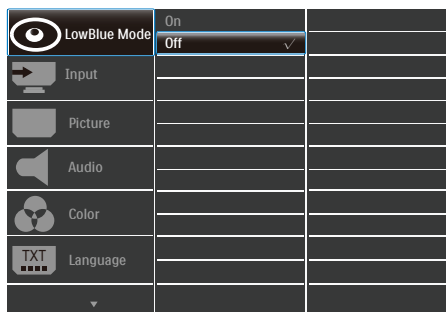 LowBlue Mode
On
Off
Input
Picture
Audio
Color
TXT
Language